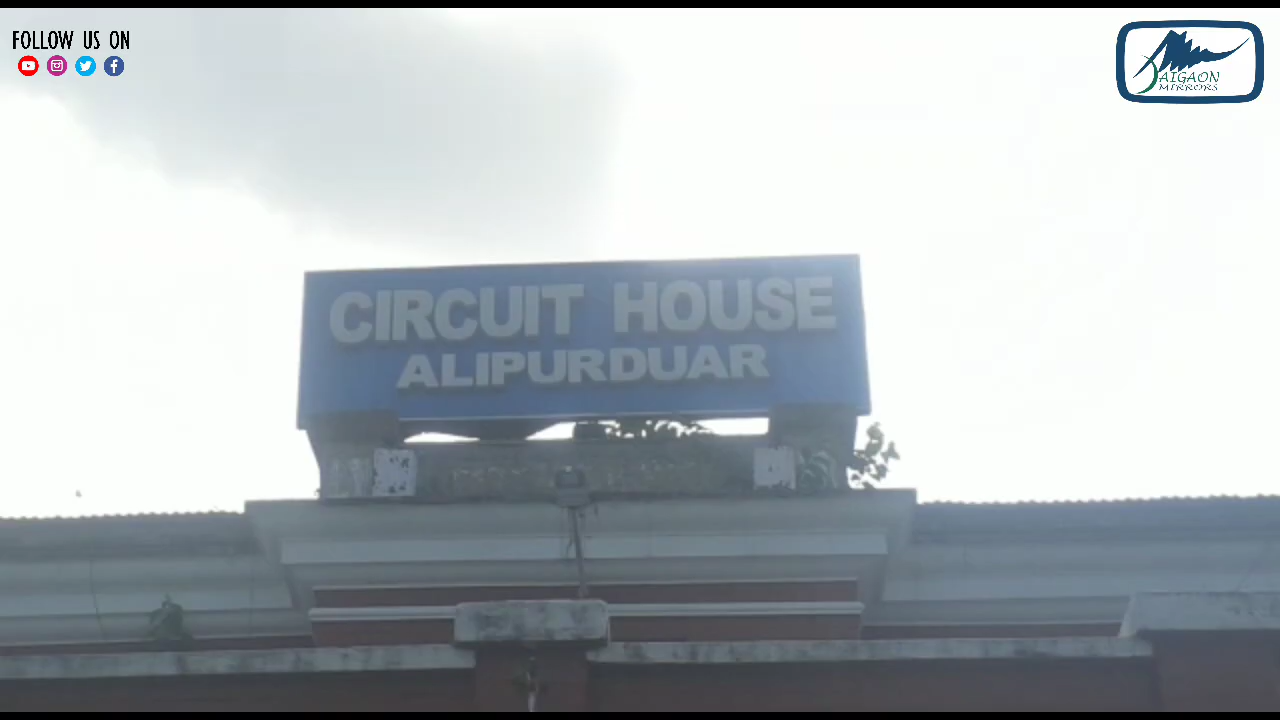 FOLLOW US ON
JAIGAON
MIRRORS
CIRCUIT HOUSE
ALIPURDUAR